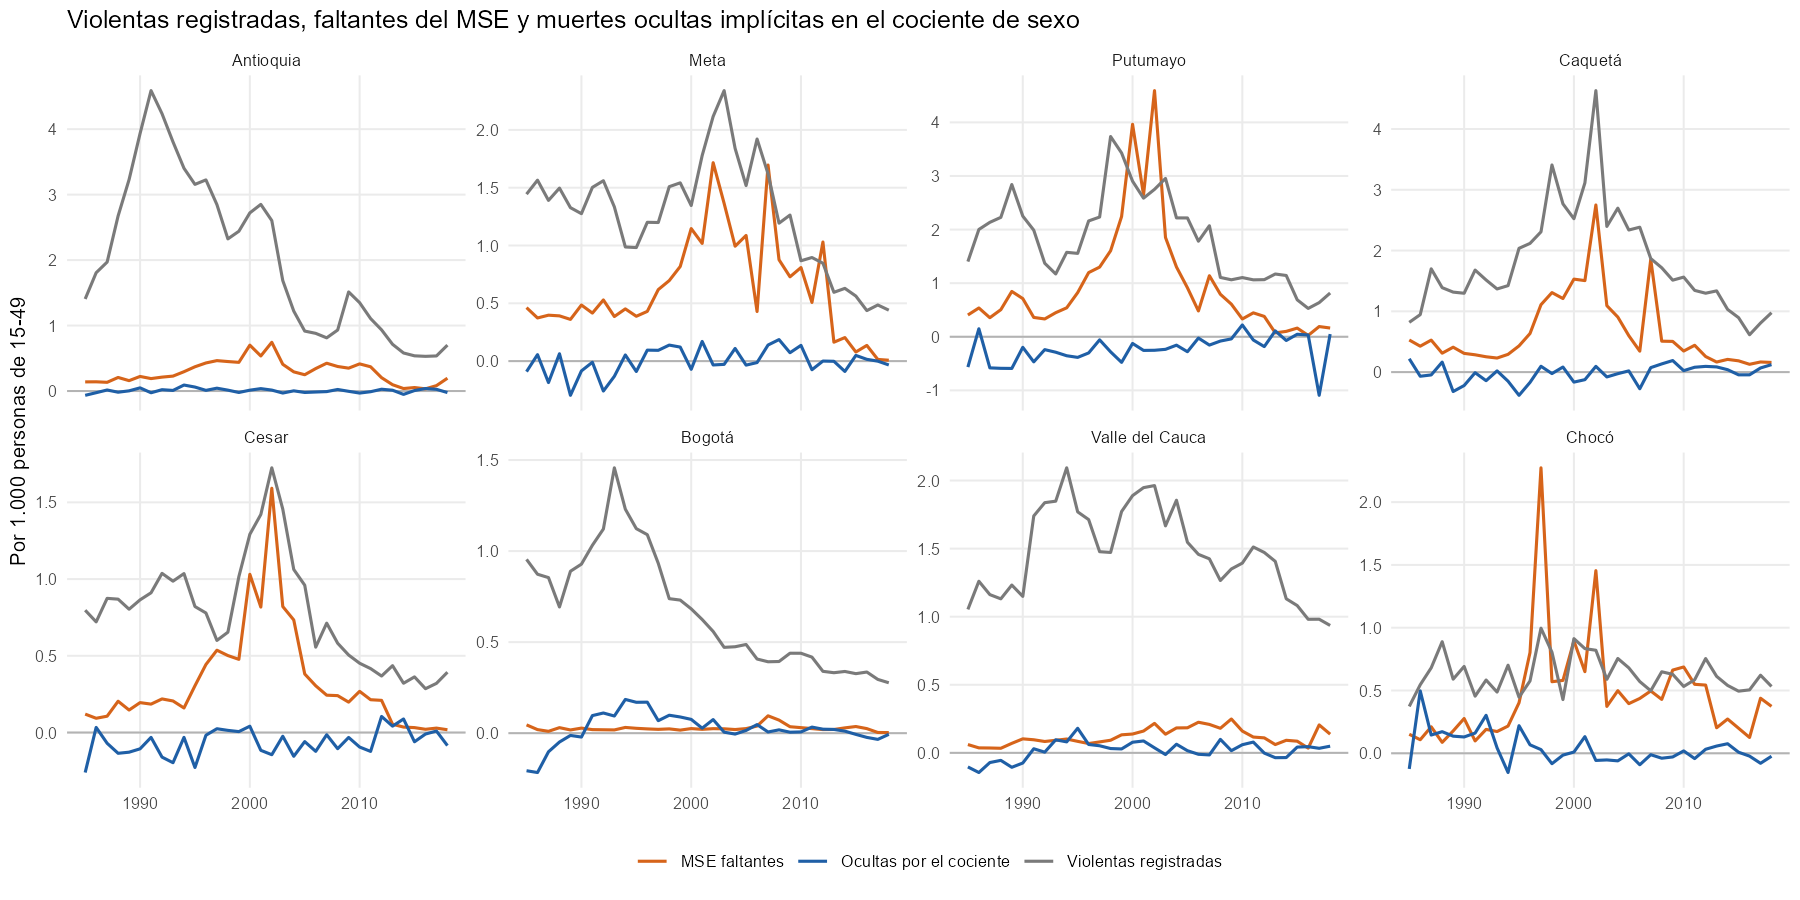 Violentas registradas, faltantes del MSE y muertes ocultas implícitas en el cociente de sexo
Por 1.000 personas de 15-49
Antioquia
Meta
Putumayo
Caquetá
4
3
2
1
0
2.0
1.5
1.0
0.5
0.0
4
3
2
1
0
-1
4
3
2
1
0
Cesar
Bogotá
Valle del Cauca
Chocó
1.5
1.0
0.5
0.0
1.5
1.0
0.5
0.0
2.0
1.5
1.0
0.5
0.0
2.0
1.5
1.0
0.5
0.0
1990 2000 2010
1990 2000 2010
1990 2000 2010
1990 2000 2010
MSE faltantes Ocultas por el cociente Violentas registradas